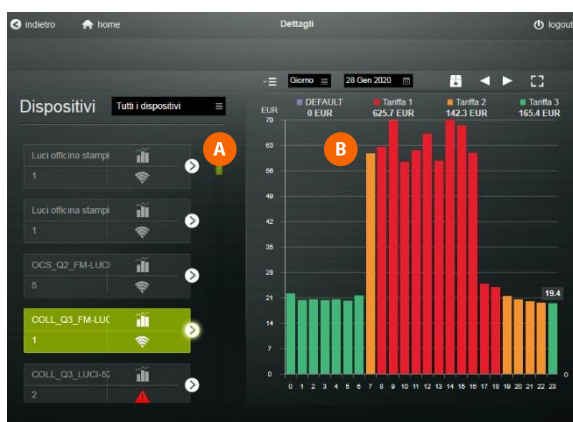 indietro
home
Dettagli
logout
Giorno
28 Gen 2020
Dispositivi
Tutti i dispositivi
EUR
DEFAULT
0 EUR
Tariffa 1
625.7 EUR
Tariffa 2
142.3 EUR
Tariffa 3
165.4 EUR
A
B
Luci officina stampi
1
Luci officina stampi
1
OCS_Q2_FM-LUCI
5
COLL_Q3_FM-LUC
1
COLL_Q3_LUCI-52
2
70
63
56
49
42
35
28
21
14
7
0
19.4
0
0 1 2 3 4 5 6 7 8 9 10 11 12 13 14 15 16 17 18 19 20 21 22 23